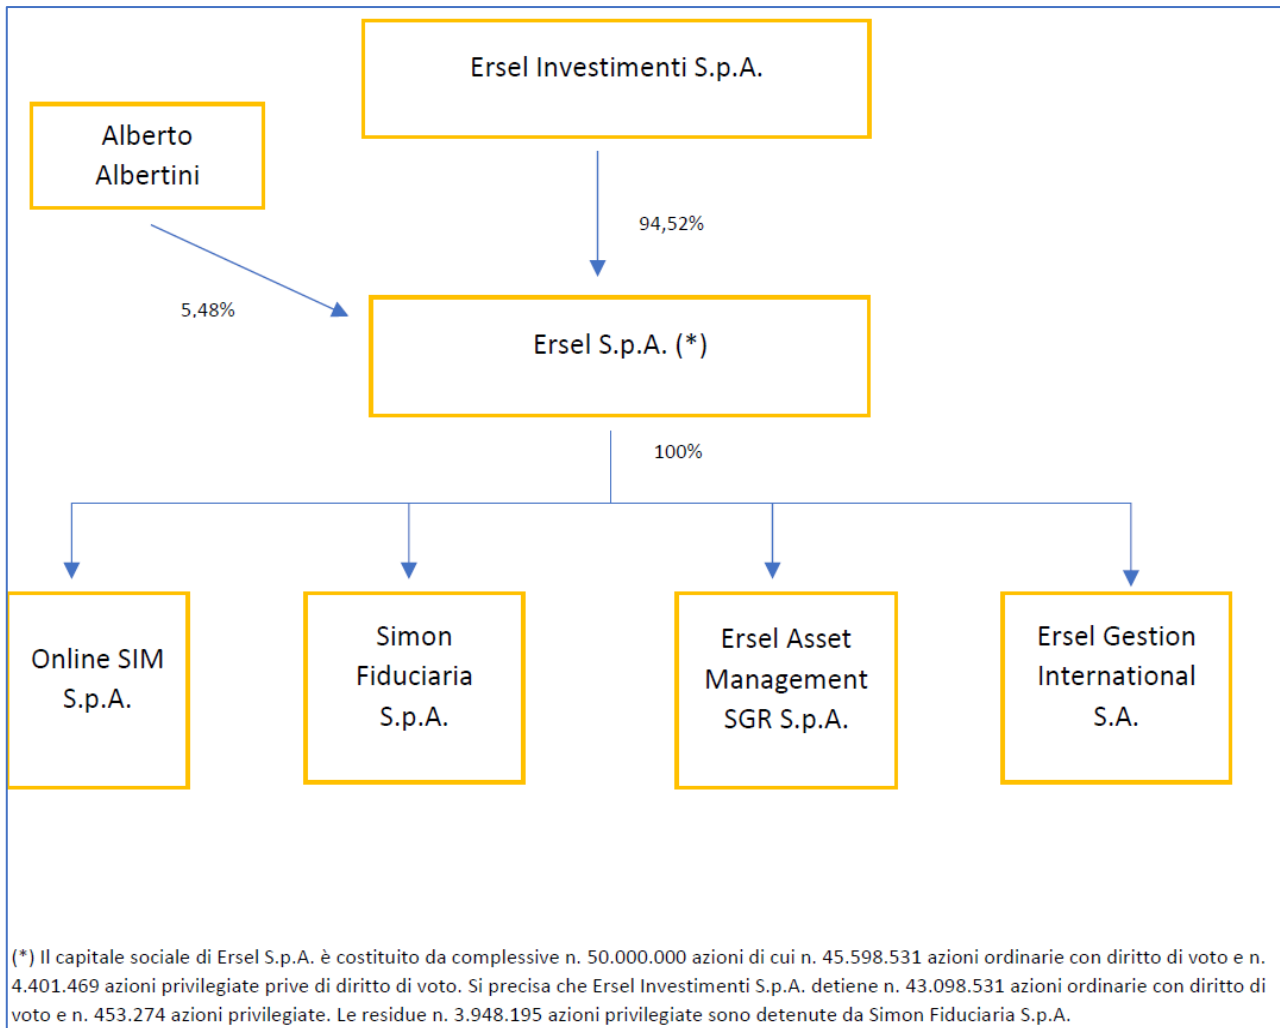 Ersel Investimenti S.p.A.
Alberto
Albertini
94,52%
5,48%
Ersel S.p.A. (*)
100%
Online SIM
S.p.A.
Simon
Fiduciaria
S.p.A.
Ersel Asset
Management
SGR S.p.A.
Ersel Gestion
International
S.A.
(*) Il capitale sociale di Ersel S.p.A. è costituito da complessive n. 50.000.000 azioni di cui n. 45.598.531 azioni ordinarie con diritto di voto e n.
4.401.469 azioni privilegiate prive di diritto di voto. Si precisa che Ersel Investimenti S.p.A. detiene n. 43.098.531 azioni ordinarie con diritto di
voto e n. 453.274 azioni privilegiate. Le residue n. 3.948.195 azioni privilegiate sono detenute da Simon Fiduciaria S.p.A.